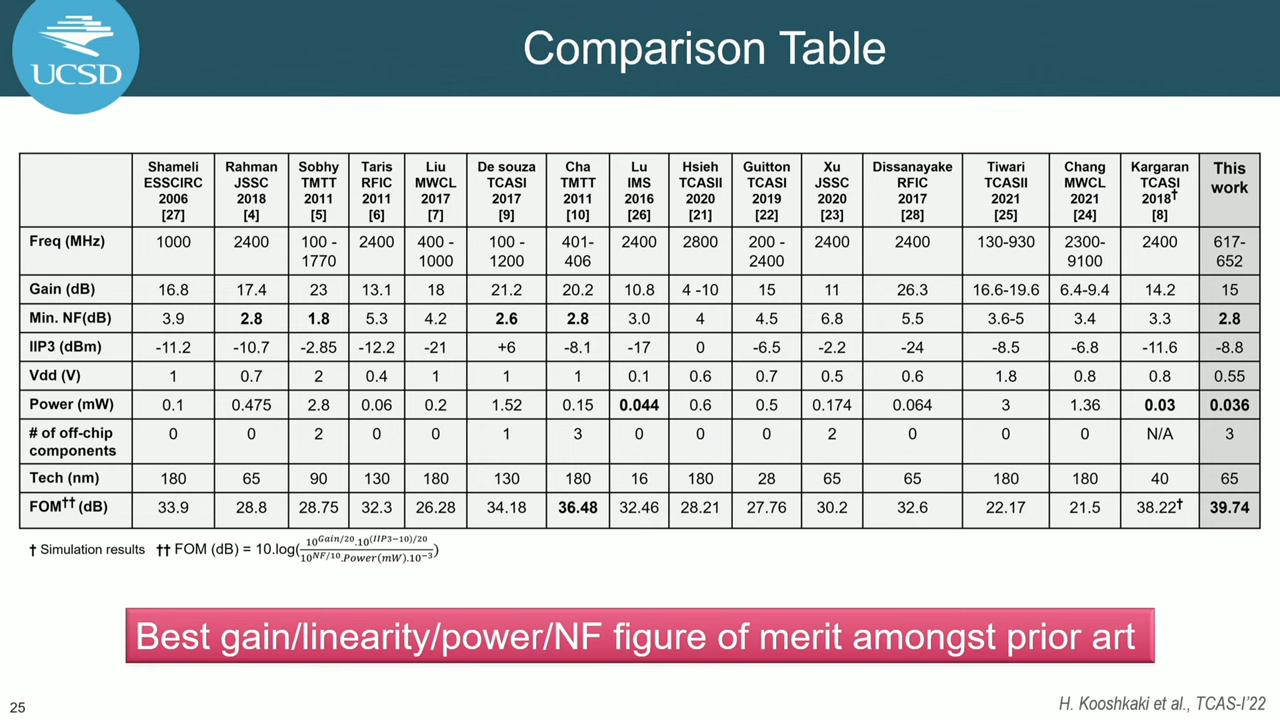 UCSD
Comparison Table
Shameli ESSCIRC 2006 [27] Rahman JSSC 2018 [4] Sobhy TMTT 2011 [5] Taris RFIC 2011 [6] Liu MWCL 2017 [7] De souza TCASI 2017 [9] Cha TMTT 2011 [10] Lu IMS 2016 [26] Hsieh TCASII 2020 [21] Guitton TCASI 2019 [22] Xu JSSC 2020 [23] Dissanayake RFIC 2017 [28] Tiwari TCASII 2021 [25] Chang MWCL 2021 [24] Kargaran TCASI 2018† [8] This work
Freq (MHz) 1000 2400 100 - 1770 2400 400 - 1000 100 - 1200 401- 406 2400 2800 200 - 2400 2400 2400 130-930 2300- 9100 2400 617- 652
Gain (dB) 16.8 17.4 23 13.1 18 21.2 20.2 10.8 4 -10 15 11 26.3 16.6-19.6 6.4-9.4 14.2 15
Min. NF(dB) 3.9 2.8 1.8 5.3 4.2 2.6 2.8 3.0 4 4.5 6.8 5.5 3.6-5 3.4 3.3 2.8
IIP3 (dBm) -11.2 -10.7 -2.85 -12.2 -21 +6 -8.1 -17 0 -6.5 -2.2 -24 -8.5 -6.8 -11.6 -8.8
Vdd (V) 1 0.7 2 0.4 1 1 1 0.1 0.6 0.7 0.5 0.6 1.8 0.8 0.8 0.55
Power (mW) 0.1 0.475 2.8 0.06 0.2 1.52 0.15 0.044 0.6 0.5 0.174 0.064 3 1.36 0.03 0.036
# of off-chip components 0 0 2 0 0 1 3 0 0 0 2 0 0 0 N/A 3
Tech (nm) 180 65 90 130 180 130 180 16 180 28 65 65 180 180 40 65
FOM†† (dB) 33.9 28.8 28.75 32.3 26.28 34.18 36.48 32.46 28.21 27.76 30.2 32.6 22.17 21.5 38.22† 39.74
† Simulation results †† FOM (dB) = 10.log(10^{Gain/20}.10^{(IIP3−10)/20} / 10^{NF/10}.Power(mW).10^{−3})
Best gain/linearity/power/NF figure of merit amongst prior art
25
H. Kooshkaki et al., TCAS-I'22